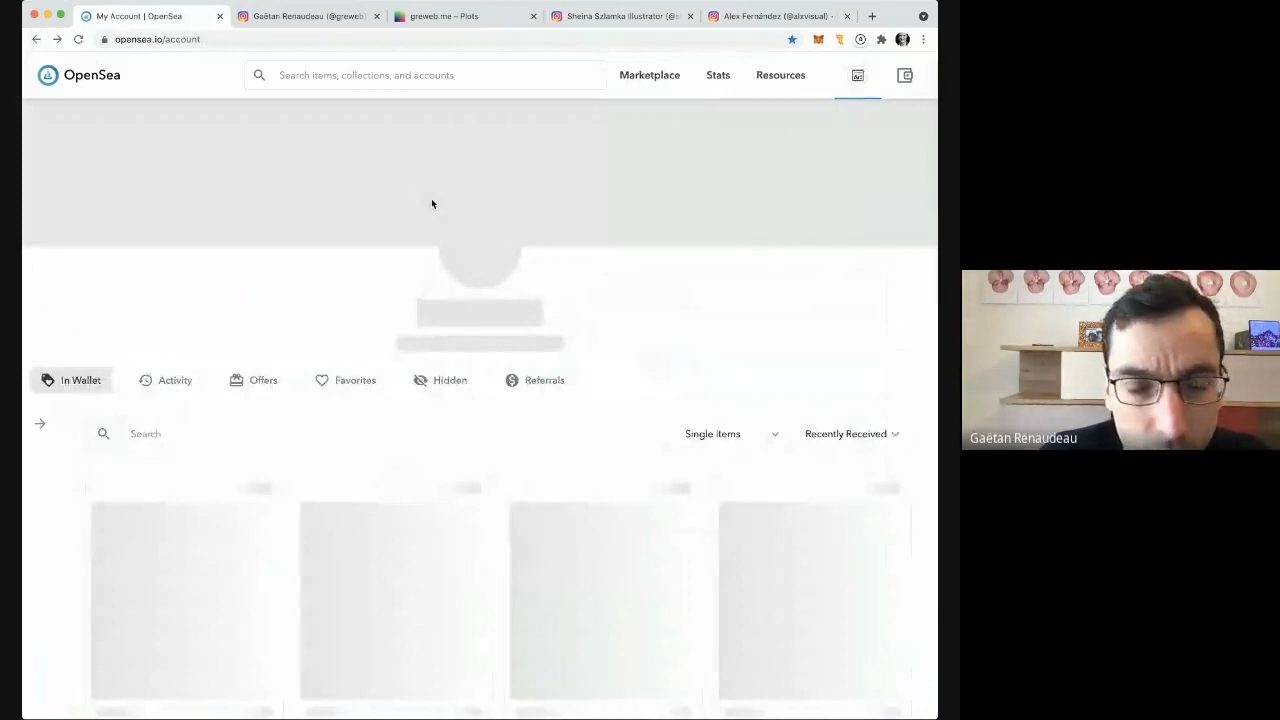 My Account | OpenSea
Gaëtan Renaudeau (@greweb)
greweb.me – Plots
Sheina Szlamka Illustrator (@s
Alex Fernández (@alxvisual) •
opensea.io/account
OpenSea
Search items, collections, and accounts
Marketplace
Stats
Resources
In Wallet
Activity
Offers
Favorites
Hidden
Referrals
Search
Single Items
Recently Received
Gaëtan Renaudeau